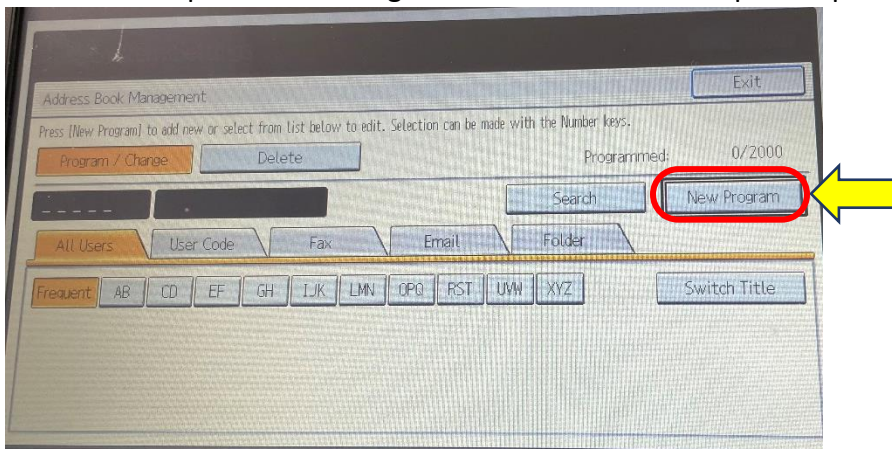 Address Book Management
Exit
Press [New Program] to add new or select from list below to edit. Selection can be made with the Number keys.
Program / Change Delete Programmed: 0/2000
Search New Program
All Users User Code Fax Email Folder
Frequent AB CD EF GH IJK LMN OPQ RST UVW XYZ Switch Title